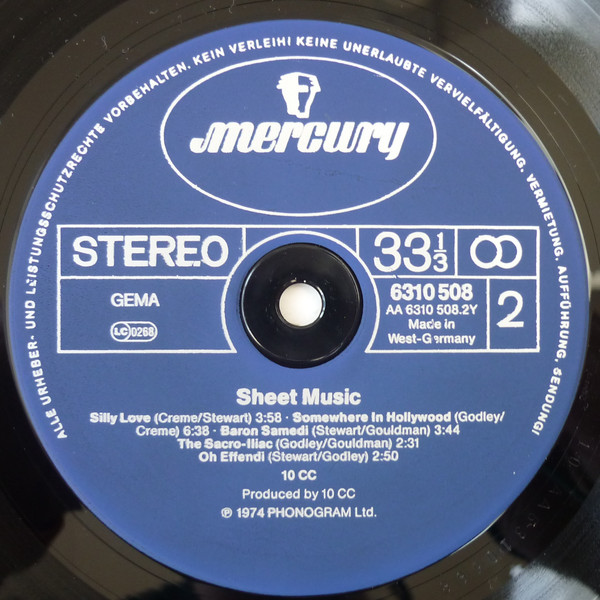 ALLE URHEBER- UND LEISTUNGSSCHUTZRECHTE VORBEHALTEN. KEIN VERLEIH! KEINE UNERLAUBTE VERVIELFÄLTIGUNG, VERMIETUNG, AUFFÜHRUNG, SENDUNG!
mercury
STEREO
33 1/3
GEMA
LC 0268
6310 508
AA 6310 508.2Y
Made in
West-Germany
2
Sheet Music
Silly Love (Creme/Stewart) 3:58 · Somewhere In Hollywood (Godley/
Creme) 6:38 · Baron Samedi (Stewart/Gouldman) 3:44
The Sacro-Iliac (Godley/Gouldman) 2:31
Oh Effendi (Stewart/Godley) 2:50
10 CC
Produced by 10 CC
℗ 1974 PHONOGRAM Ltd.